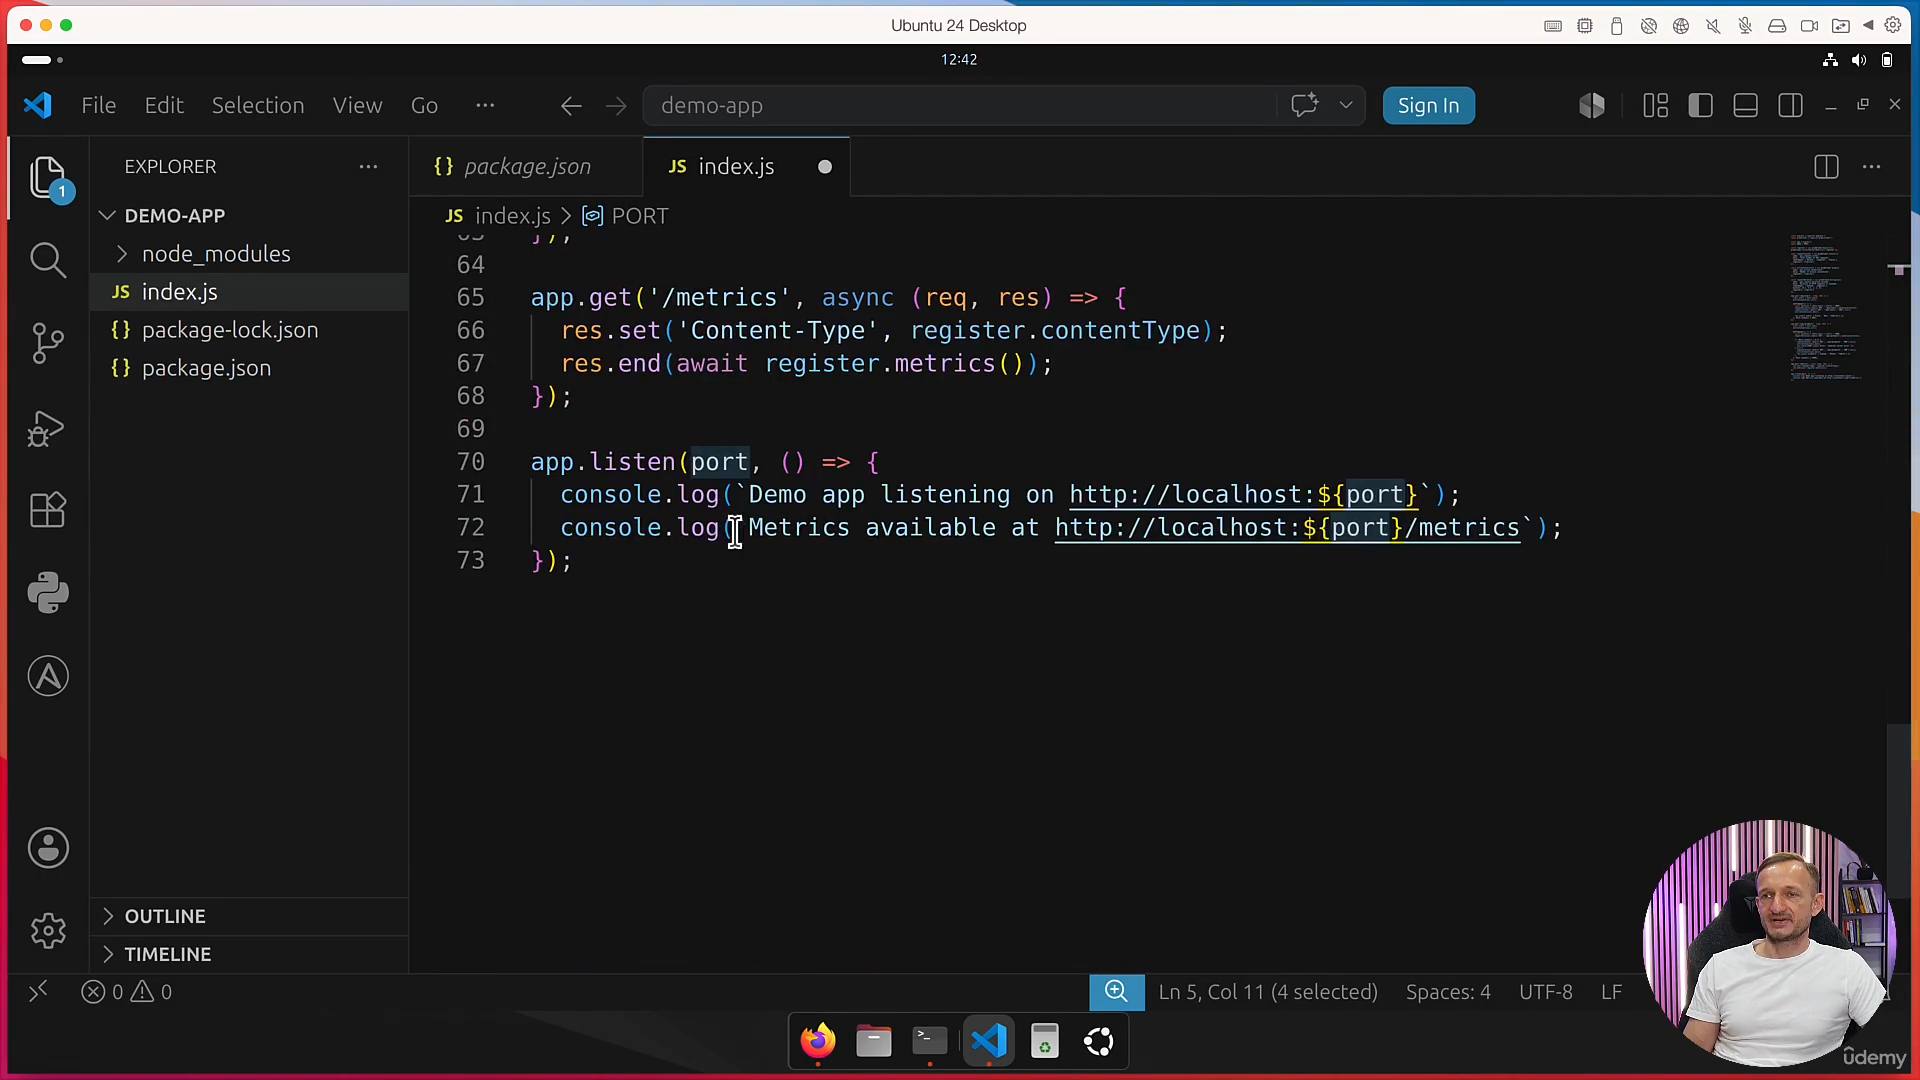 Ubuntu 24 Desktop
12:42
File Edit Selection View Go ··· demo-app Sign In
EXPLORER ···
{} package.json JS index.js
DEMO-APP
JS index.js > PORT
node_modules
JS index.js
{} package-lock.json
{} package.json
1
63 });
64
65 app.get('/metrics', async (req, res) => {
66 res.set('Content-Type', register.contentType);
67 res.end(await register.metrics());
68 });
69
70 app.listen(port, () => {
71 console.log(`Demo app listening on http://localhost:${port}`);
72 console.log(`Metrics available at http://localhost:${port}/metrics`);
73 });
OUTLINE
TIMELINE
0 0 Ln 5, Col 11 (4 selected) Spaces: 4 UTF-8 LF
udemy